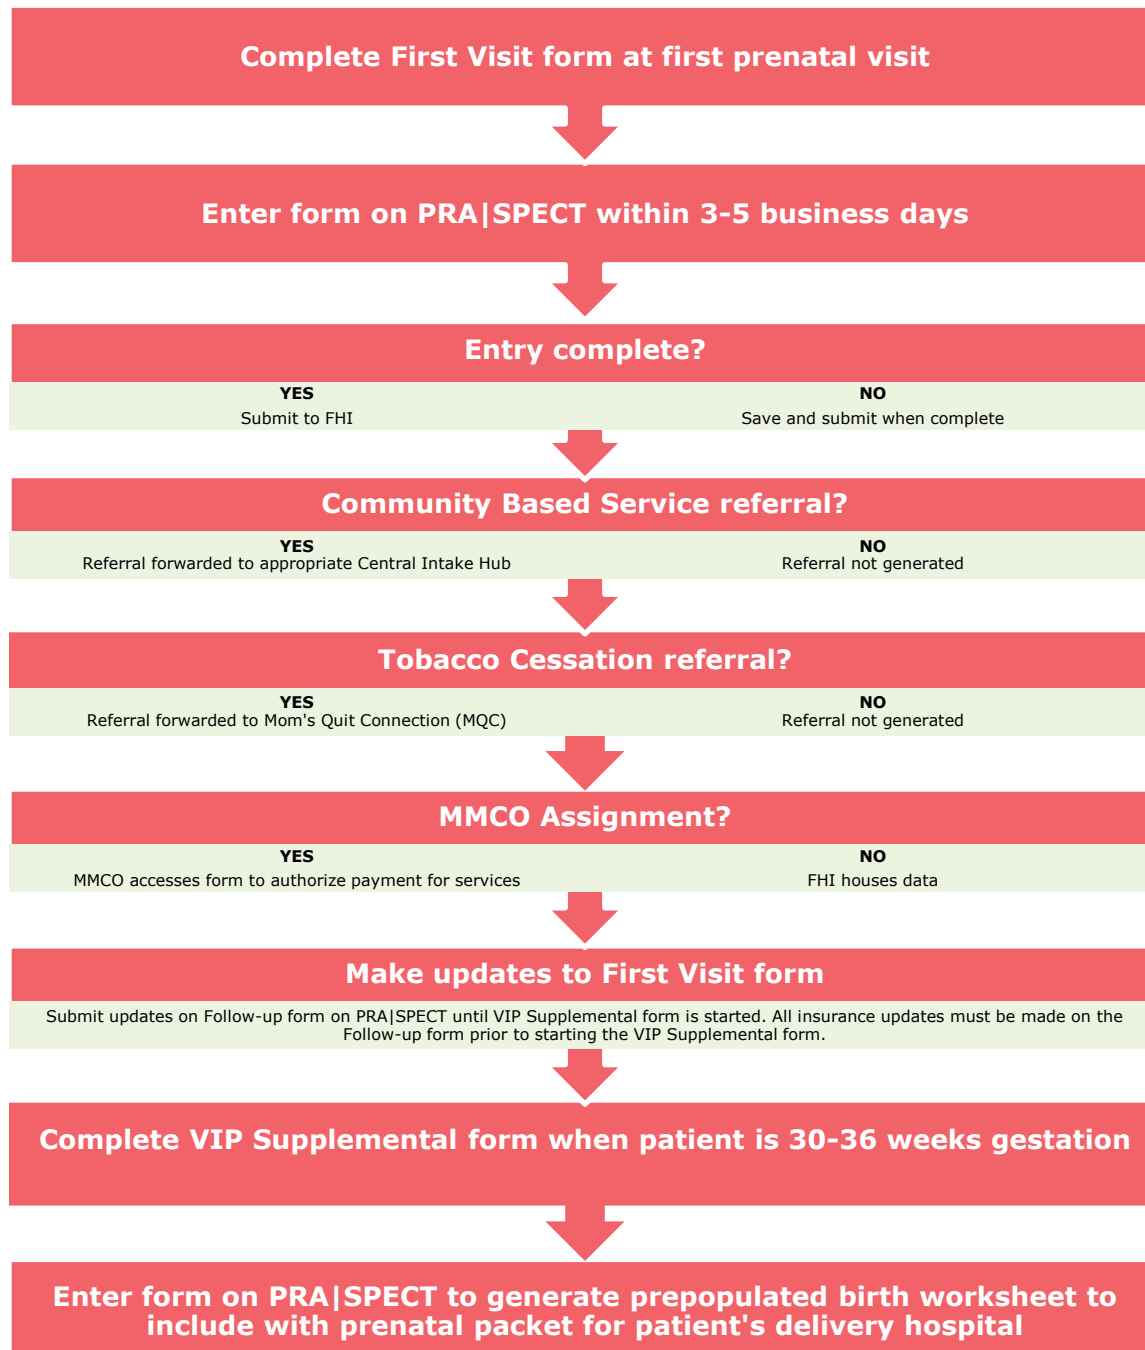 Complete First Visit form at first prenatal visit
Enter form on PRA|SPECT within 3-5 business days
Entry complete?
YES
Submit to FHI
NO
Save and submit when complete
Community Based Service referral?
YES
Referral forwarded to appropriate Central Intake Hub
NO
Referral not generated
Tobacco Cessation referral?
YES
Referral forwarded to Mom's Quit Connection (MQC)
NO
Referral not generated
MMCO Assignment?
YES
MMCO accesses form to authorize payment for services
NO
FHI houses data
Make updates to First Visit form
Submit updates on Follow-up form on PRA|SPECT until VIP Supplemental form is started. All insurance updates must be made on the
Follow-up form prior to starting the VIP Supplemental form.
Complete VIP Supplemental form when patient is 30-36 weeks gestation
Enter form on PRA|SPECT to generate prepopulated birth worksheet to
include with prenatal packet for patient's delivery hospital